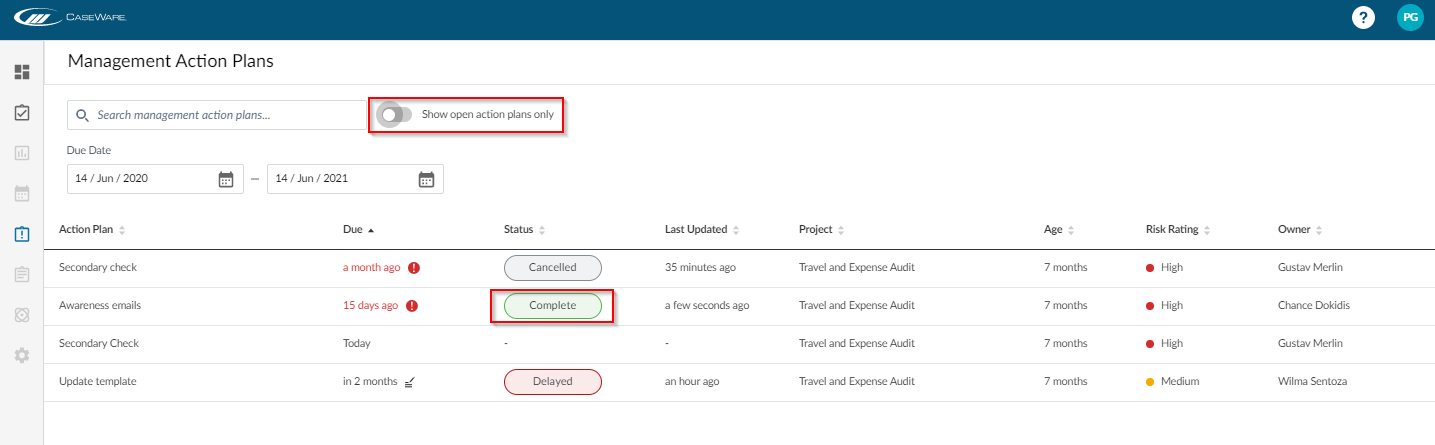 CASEWARE.
?
PG
Management Action Plans
Search management action plans...
Show open action plans only
Due Date
14 / Jun / 2020 — 14 / Jun / 2021
Action Plan Due Status Last Updated Project Age Risk Rating Owner
Secondary check a month ago Cancelled 35 minutes ago Travel and Expense Audit 7 months High Gustav Merlin
Awareness emails 15 days ago Complete a few seconds ago Travel and Expense Audit 7 months High Chance Dokidis
Secondary Check Today - - Travel and Expense Audit 7 months High Gustav Merlin
Update template in 2 months Delayed an hour ago Travel and Expense Audit 7 months Medium Wilma Sentoza